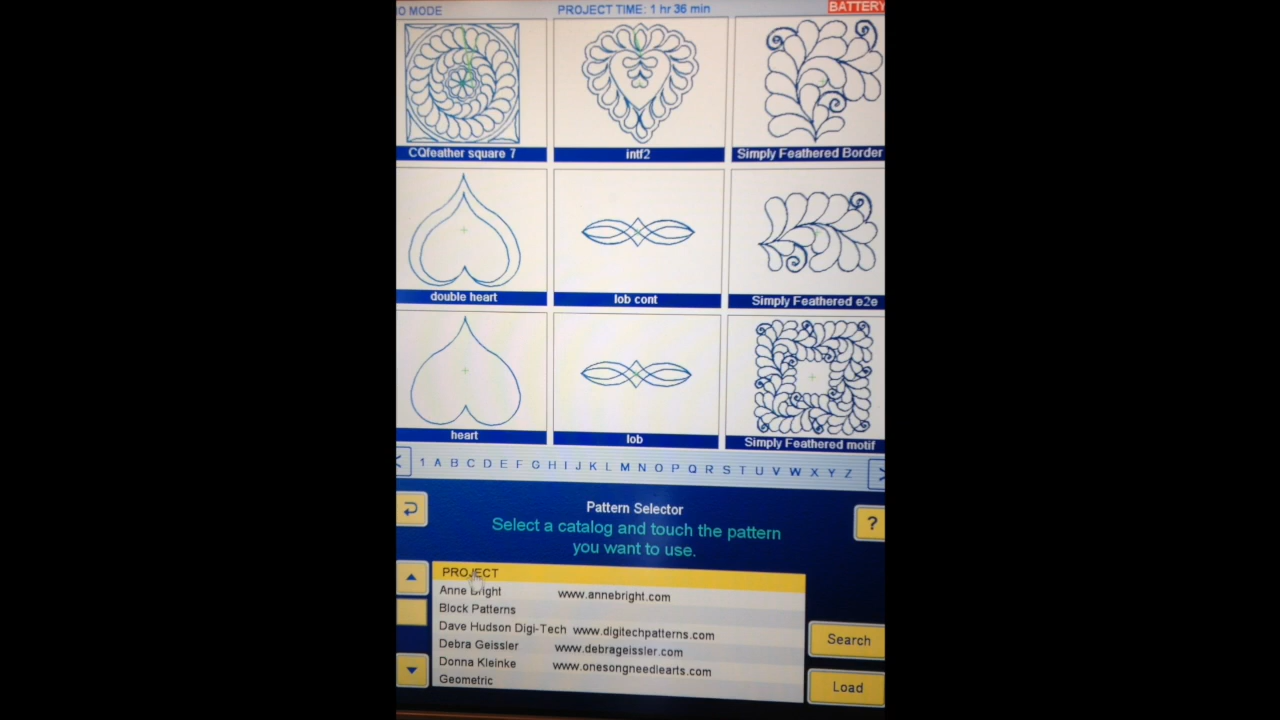 O MODE PROJECT TIME: 1 hr 36 min BATTERY
CQfeather square 7 intf2 Simply Feathered Border
double heart lob cont Simply Feathered e2e
heart lob Simply Feathered motif
< 1 A B C D E F G H I J K L M N O P Q R S T U V W X Y Z >
Pattern Selector
?
Select a catalog and touch the pattern
you want to use.
PROJECT
Anne Bright www.annebright.com
Block Patterns
Dave Hudson Digi-Tech www.digitechpatterns.com
Search
Debra Geissler www.debrageissler.com
Donna Kleinke www.onesongneedlearts.com
Geometric
Load